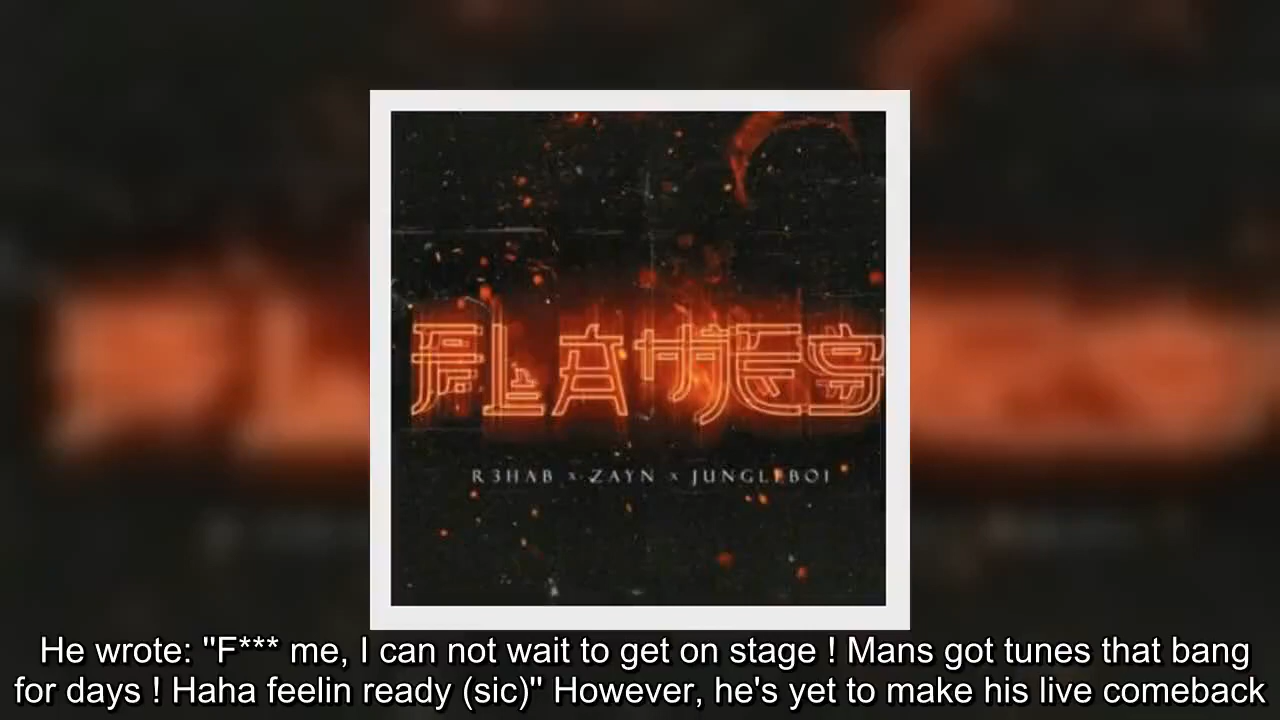 FLAMES
R3HAB x ZAYN x JUNGLEBOI
He wrote: "F*** me, I can not wait to get on stage ! Mans got tunes that bang
for days ! Haha feelin ready (sic)" However, he's yet to make his live comeback